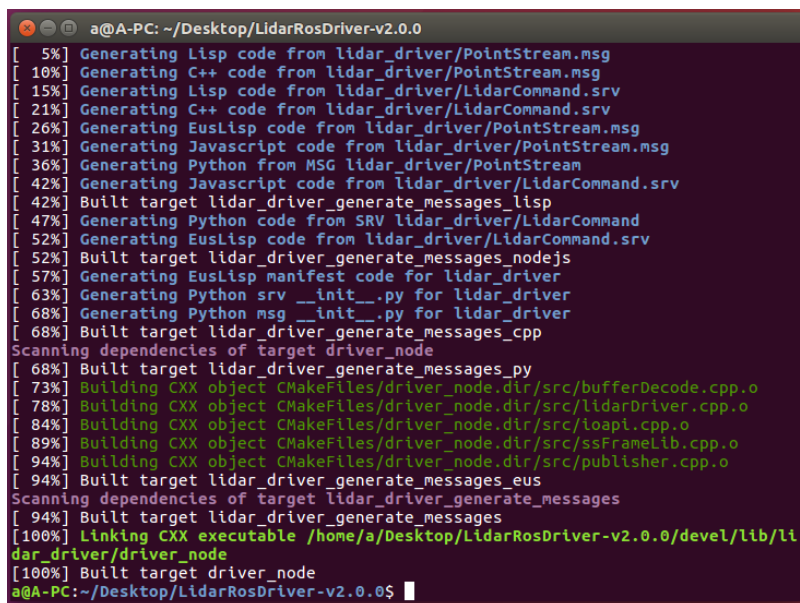 a@A-PC: ~/Desktop/LidarRosDriver-v2.0.0
[  5%] Generating Lisp code from lidar_driver/PointStream.msg
[ 10%] Generating C++ code from lidar_driver/PointStream.msg
[ 15%] Generating Lisp code from lidar_driver/LidarCommand.srv
[ 21%] Generating C++ code from lidar_driver/LidarCommand.srv
[ 26%] Generating EusLisp code from lidar_driver/PointStream.msg
[ 31%] Generating Javascript code from lidar_driver/PointStream.msg
[ 36%] Generating Python from MSG lidar_driver/PointStream
[ 42%] Generating Javascript code from lidar_driver/LidarCommand.srv
[ 42%] Built target lidar_driver_generate_messages_lisp
[ 47%] Generating Python code from SRV lidar_driver/LidarCommand
[ 52%] Generating EusLisp code from lidar_driver/LidarCommand.srv
[ 52%] Built target lidar_driver_generate_messages_nodejs
[ 57%] Generating EusLisp manifest code for lidar_driver
[ 63%] Generating Python srv __init__.py for lidar_driver
[ 68%] Generating Python msg __init__.py for lidar_driver
[ 68%] Built target lidar_driver_generate_messages_cpp
Scanning dependencies of target driver_node
[ 68%] Built target lidar_driver_generate_messages_py
[ 73%] Building CXX object CMakeFiles/driver_node.dir/src/bufferDecode.cpp.o
[ 78%] Building CXX object CMakeFiles/driver_node.dir/src/lidarDriver.cpp.o
[ 84%] Building CXX object CMakeFiles/driver_node.dir/src/ioapi.cpp.o
[ 89%] Building CXX object CMakeFiles/driver_node.dir/src/ssFrameLib.cpp.o
[ 94%] Building CXX object CMakeFiles/driver_node.dir/src/publisher.cpp.o
[ 94%] Built target lidar_driver_generate_messages_eus
Scanning dependencies of target lidar_driver_generate_messages
[ 94%] Built target lidar_driver_generate_messages
[100%] Linking CXX executable /home/a/Desktop/LidarRosDriver-v2.0.0/devel/lib/li
dar_driver/driver_node
[100%] Built target driver_node
a@A-PC:~/Desktop/LidarRosDriver-v2.0.0$